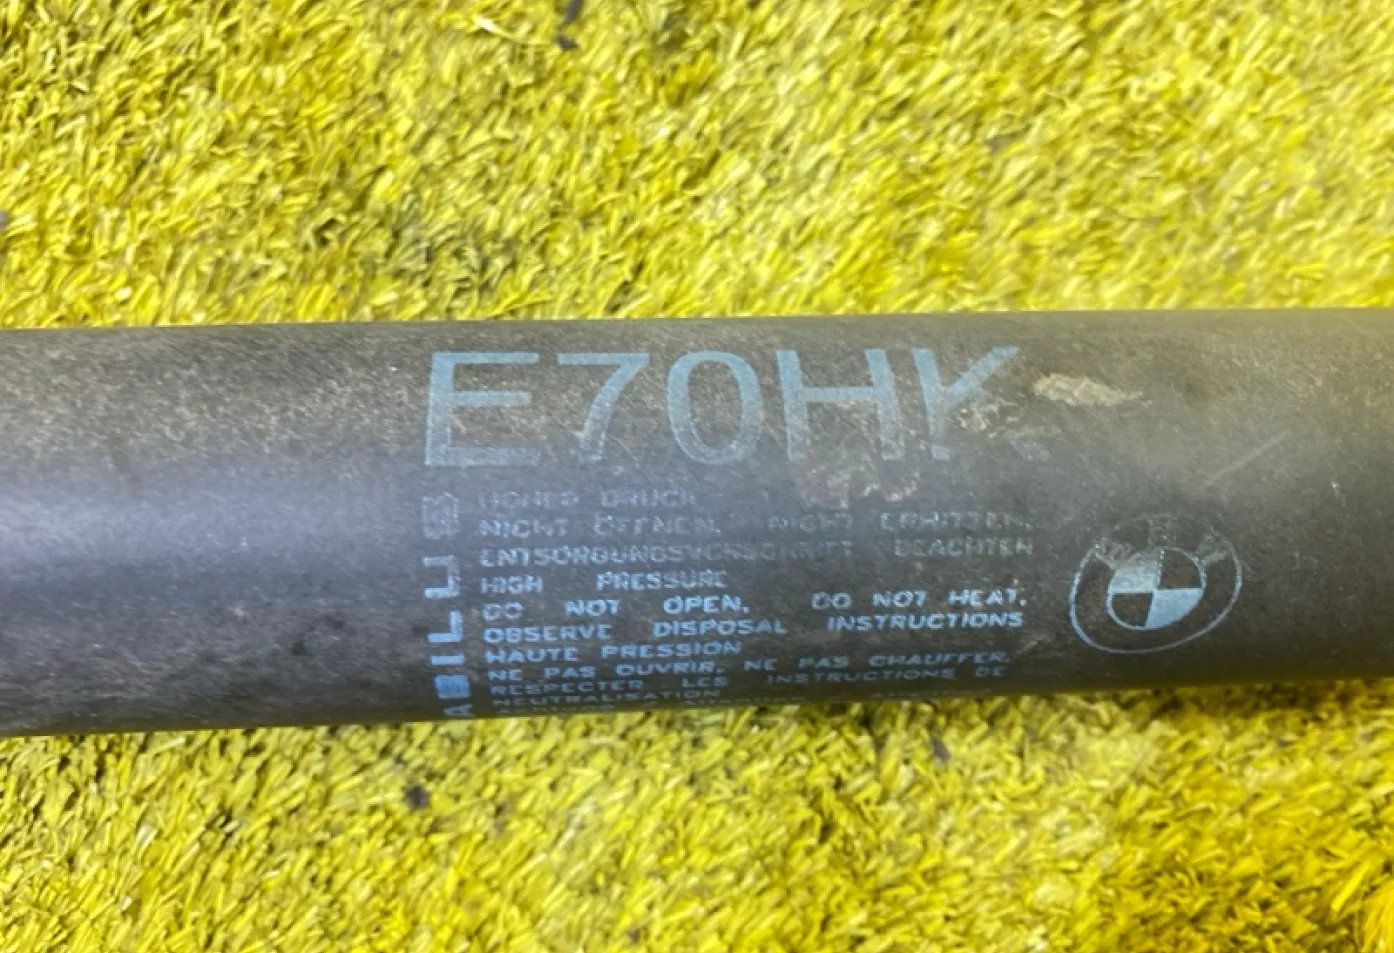 E70HK
HOHER DRUCK
NICHT ÖFFNEN. NICHT ERHITZEN.
ENTSORGUNGSVORSCHRIFT BEACHTEN
HIGH PRESSURE
DO NOT OPEN. DO NOT HEAT.
OBSERVE DISPOSAL INSTRUCTIONS
HAUTE PRESSION
NE PAS OUVRIR. NE PAS CHAUFFER.
RESPECTER LES INSTRUCTIONS DE
NEUTRALISATION
ABILU